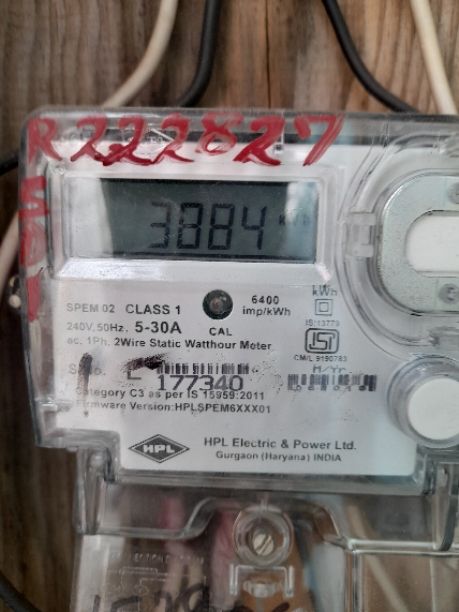 R222827
3884
kWh
SPEM 02 CLASS 1
6400
imp/kWh
240V, 50Hz. 5-30A
CAL
IS:13779
ac. 1Ph. 2Wire Static Watthour Meter
CM/L 9190783
M/Yr
177340
Category C3 as per IS 15959:2011
Firmware Version:HPLSPEM6XXX01
HPL
HPL Electric & Power Ltd.
Gurgaon (Haryana) INDIA